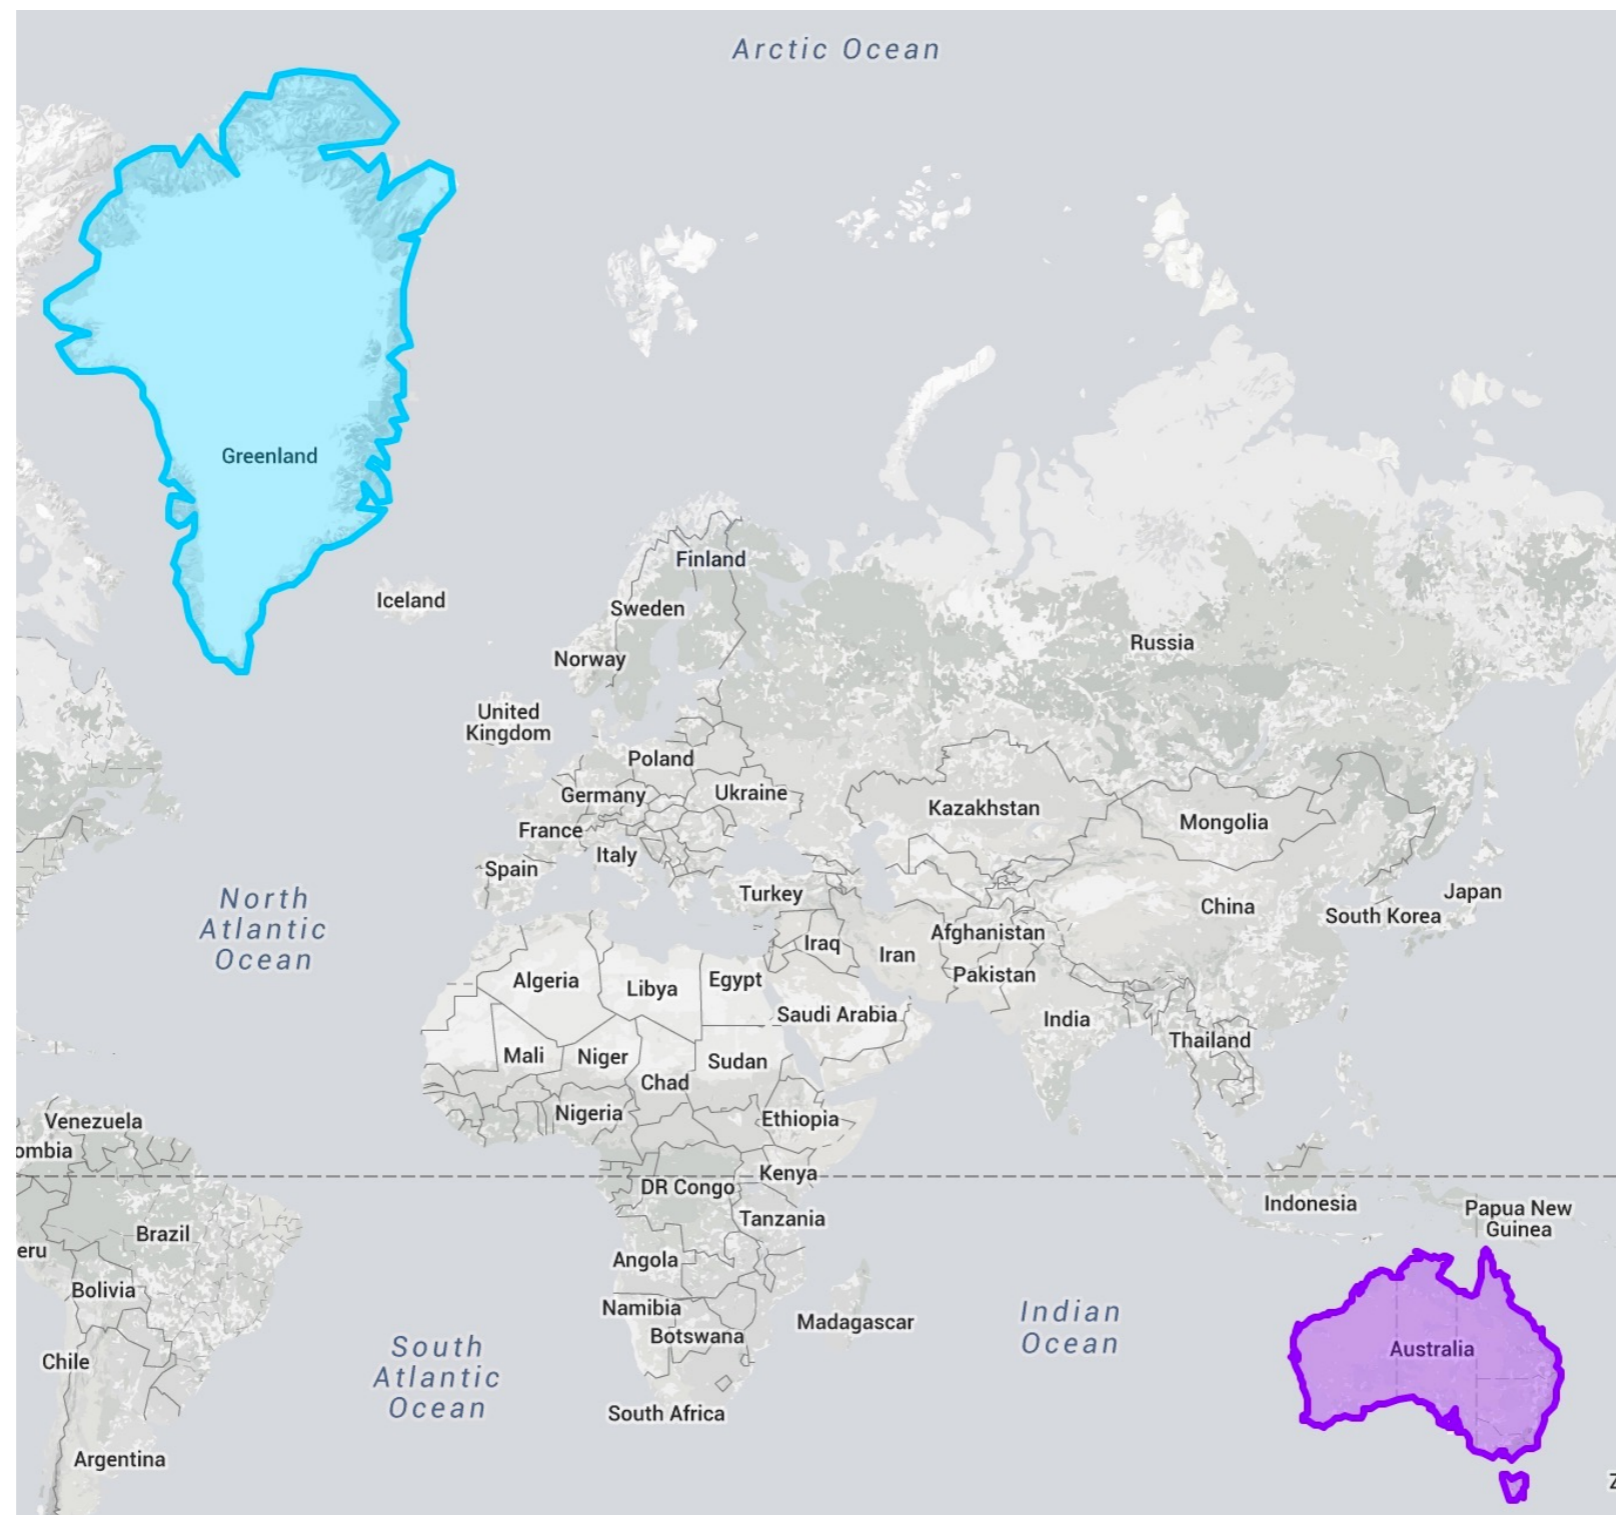 Arctic Ocean
Greenland
Finland
Iceland
Sweden
Russia
Norway
United
Kingdom
Poland
Germany
Ukraine
Kazakhstan
Mongolia
France
Italy
Spain
Turkey
Japan
China
South Korea
North
Atlantic
Ocean
Afghanistan
Iraq
Iran
Pakistan
Algeria
Libya
Egypt
Saudi Arabia
India
Thailand
Mali
Niger
Sudan
Chad
Nigeria
Ethiopia
Venezuela
ombia
Kenya
DR Congo
Indonesia
Papua New
Guinea
Tanzania
Brazil
eru
Angola
Bolivia
Namibia
Botswana
Madagascar
Indian
Ocean
Australia
South
Atlantic
Ocean
Chile
South Africa
Argentina
Z